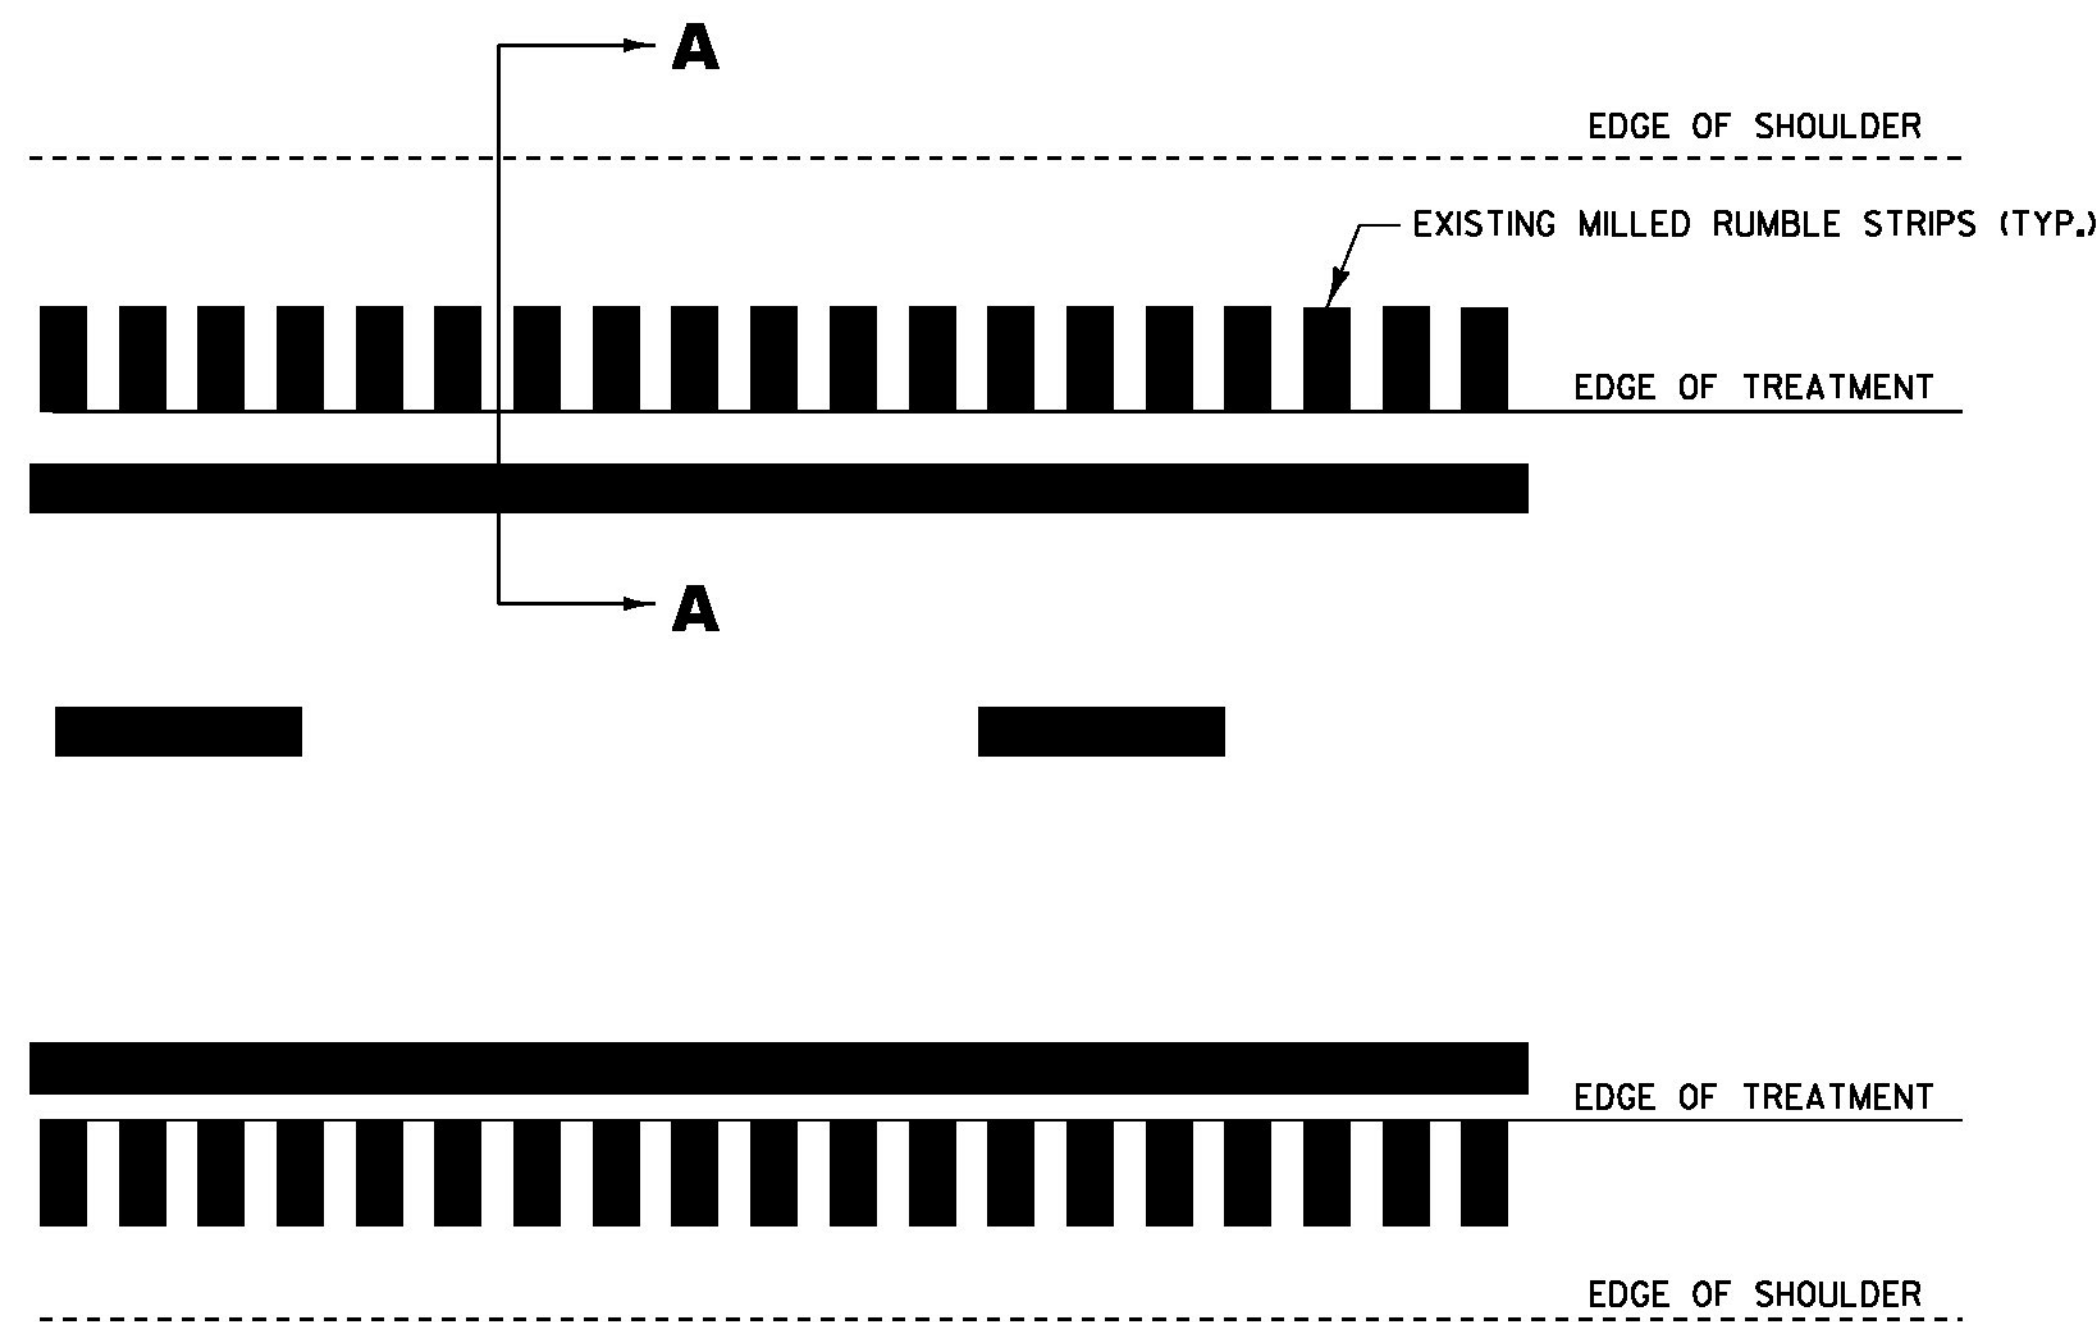 A
EDGE OF SHOULDER
EXISTING MILLED RUMBLE STRIPS (TYP.)
EDGE OF TREATMENT
A
EDGE OF TREATMENT
EDGE OF SHOULDER